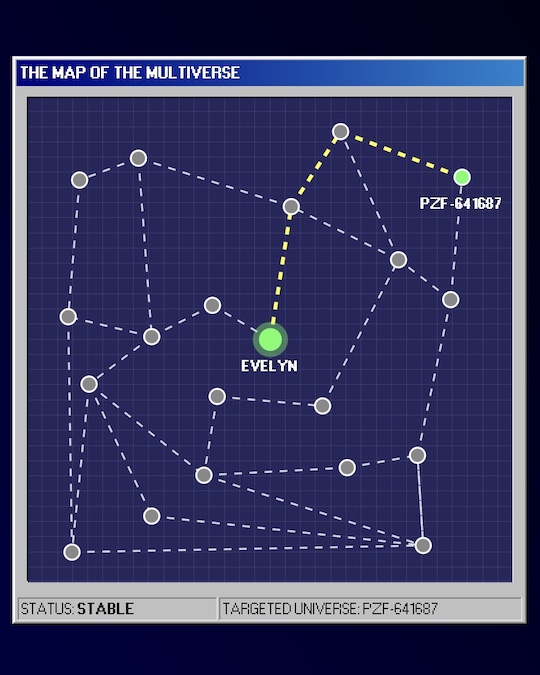 THE MAP OF THE MULTIVERSE
PZF-641687
EVELYN
STATUS: STABLE
TARGETED UNIVERSE: PZF-641687